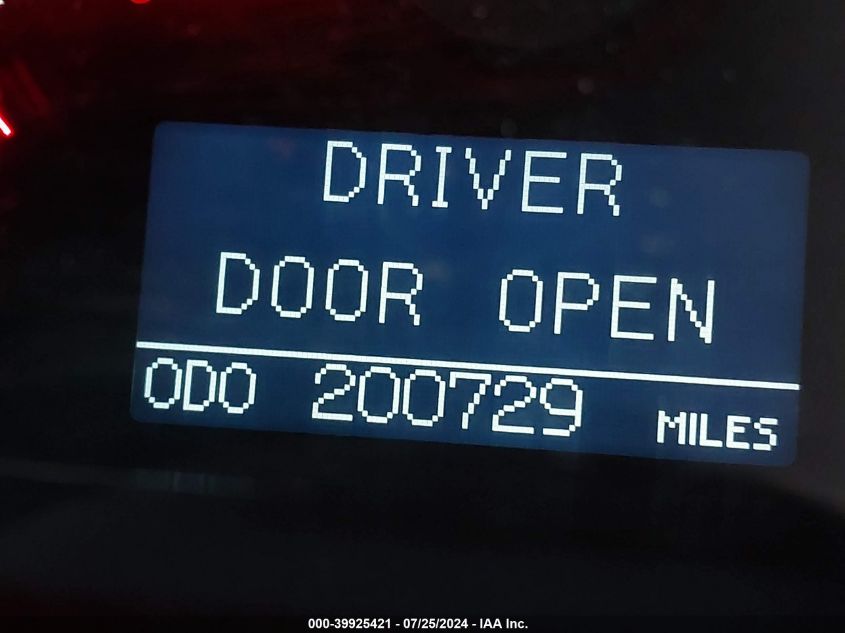 DRIVER
DOOR OPEN
ODO 200729 MILES
000-39925421 - 07/25/2024 - IAA Inc.